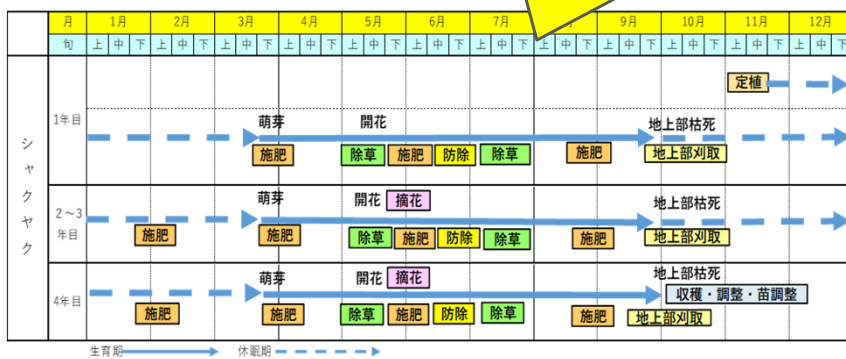 月 1月 2月 3月 4月 5月 6月 7月 9月 10月 11月 12月
旬 上 中 下 上 中 下 上 中 下 上 中 下 上 中 下 上 中 下 上 中 下 上 中 下 上 中 下 上 中 下 上 中 下 上 中 下
シャクヤク
定植
1年目
萌芽 開花 地上部枯死
施肥 除草 施肥 防除 除草 施肥 地上部刈取
2～3年目
萌芽 開花 摘花 地上部枯死
施肥 施肥 除草 施肥 防除 除草 施肥 地上部刈取
4年目
萌芽 開花 摘花 地上部枯死
収穫・調整・苗調整
施肥 施肥 除草 施肥 防除 除草 施肥 地上部刈取
生育期 休眠期